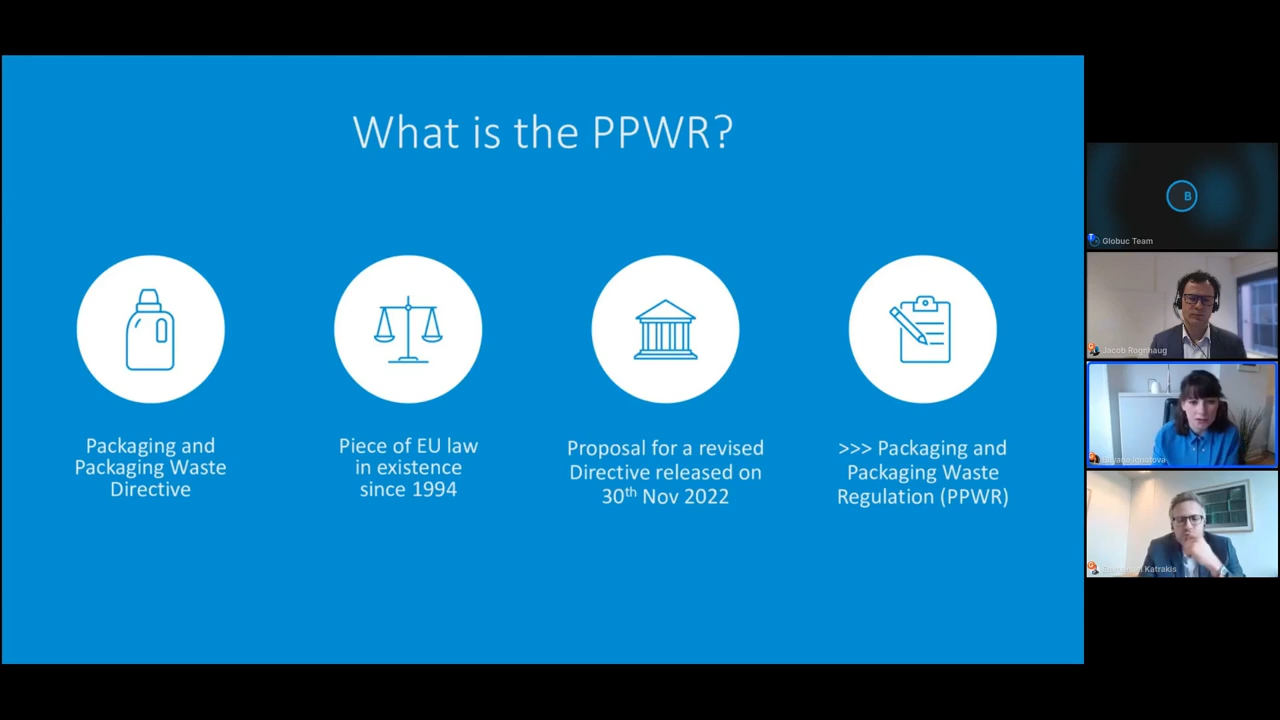 What is the PPWR?
Packaging and
Packaging Waste
Directive
Piece of EU law
in existence
since 1994
Proposal for a revised
Directive released on
30th Nov 2022
>>> Packaging and
Packaging Waste
Regulation (PPWR)
B
Globuc Team
Jacob Rognhaug
Katrakis